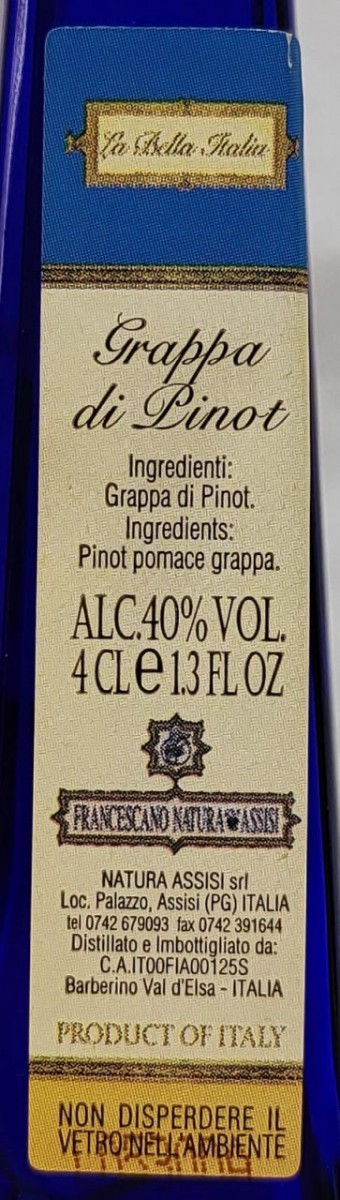 La Bella Italia
Grappa
di Pinot
Ingredienti:
Grappa di Pinot.
Ingredients:
Pinot pomace grappa.
ALC.40% VOL.
4 CL e 1.3 FL OZ
FRANCESCANO NATURA ASSISI
NATURA ASSISI srl
Loc. Palazzo, Assisi (PG) ITALIA
tel 0742 679093 fax 0742 391644
Distillato e Imbottigliato da:
C.A.IT00FIA00125S
Barberino Val d'Elsa - ITALIA
PRODUCT OF ITALY
NON DISPERDERE IL
VETRO NELL'AMBIENTE